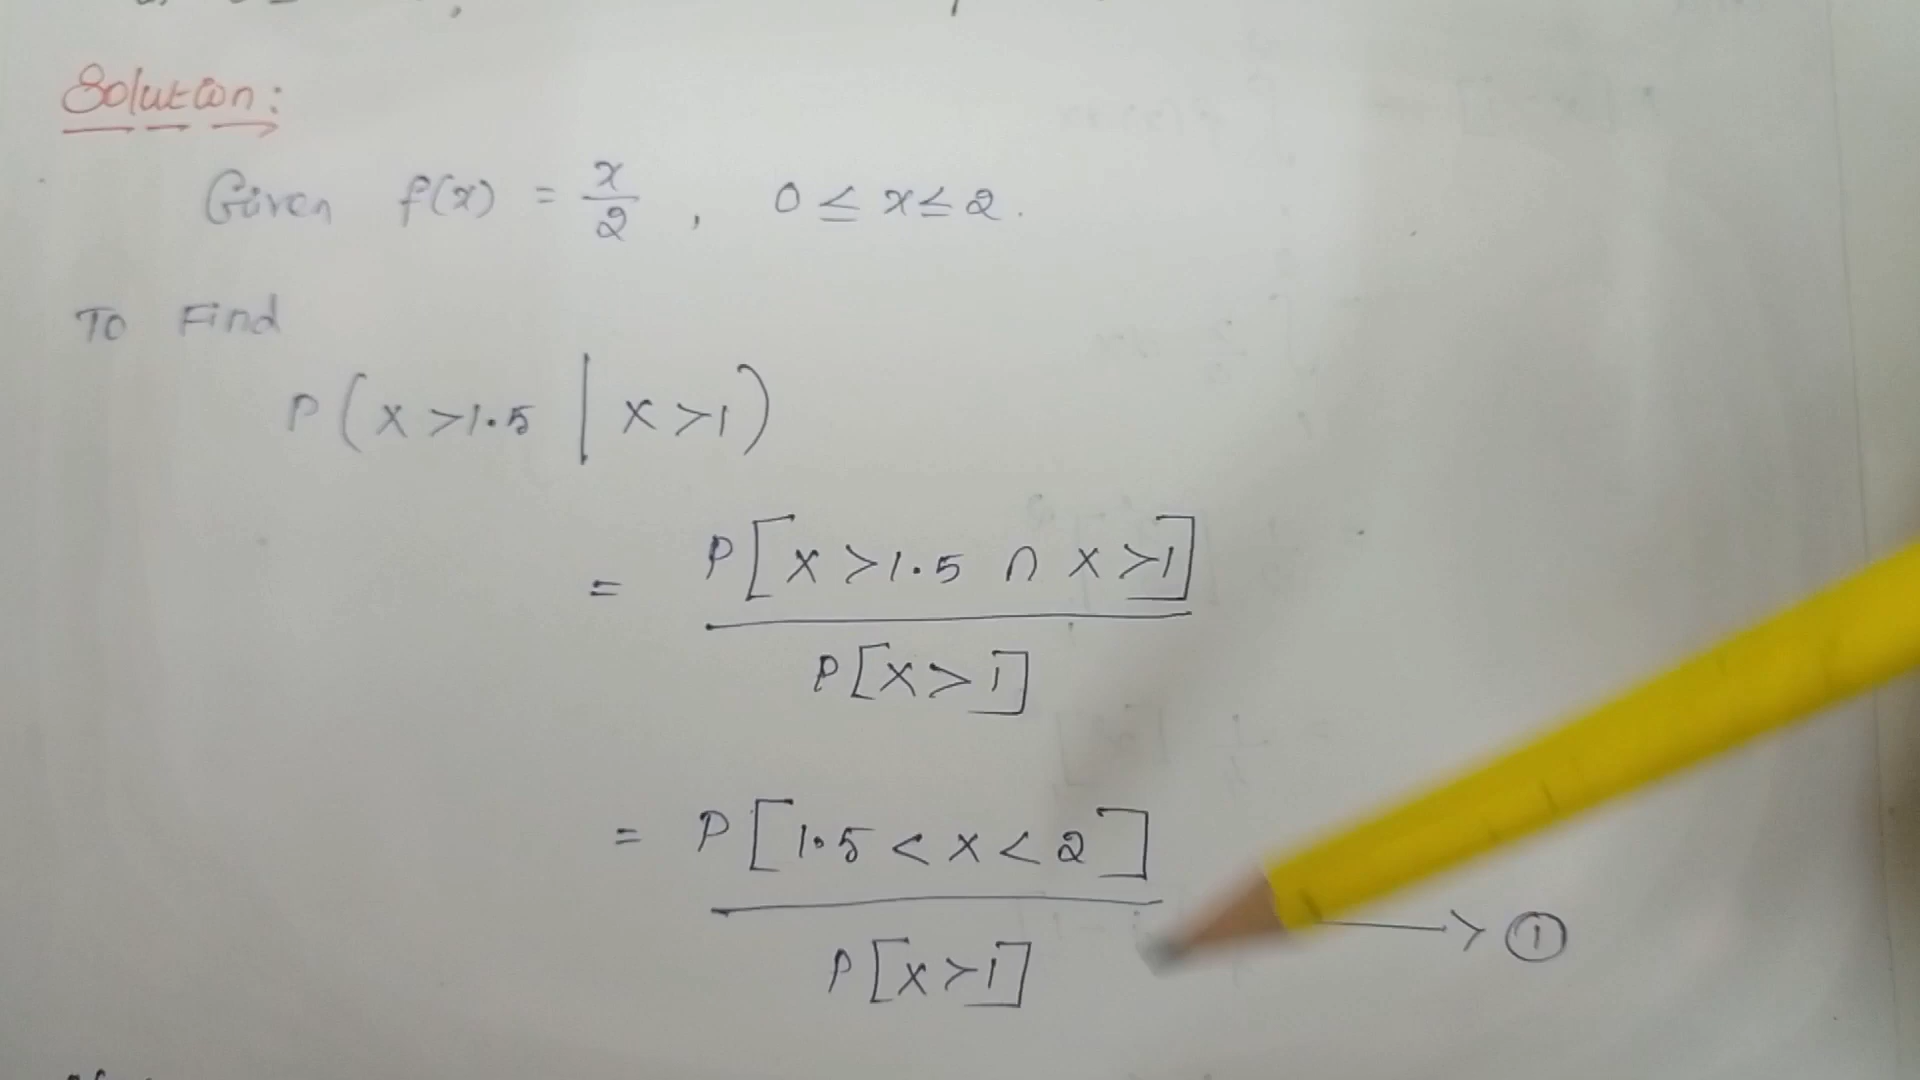 Solution:
Given f(x) = x/2 , 0 ≤ x ≤ 2.
To Find
P(X>1.5 | X>1)
= P[X>1.5 ∩ X>1] / P[X>1]
= P[1.5<X<2] / P[X>1] → ①